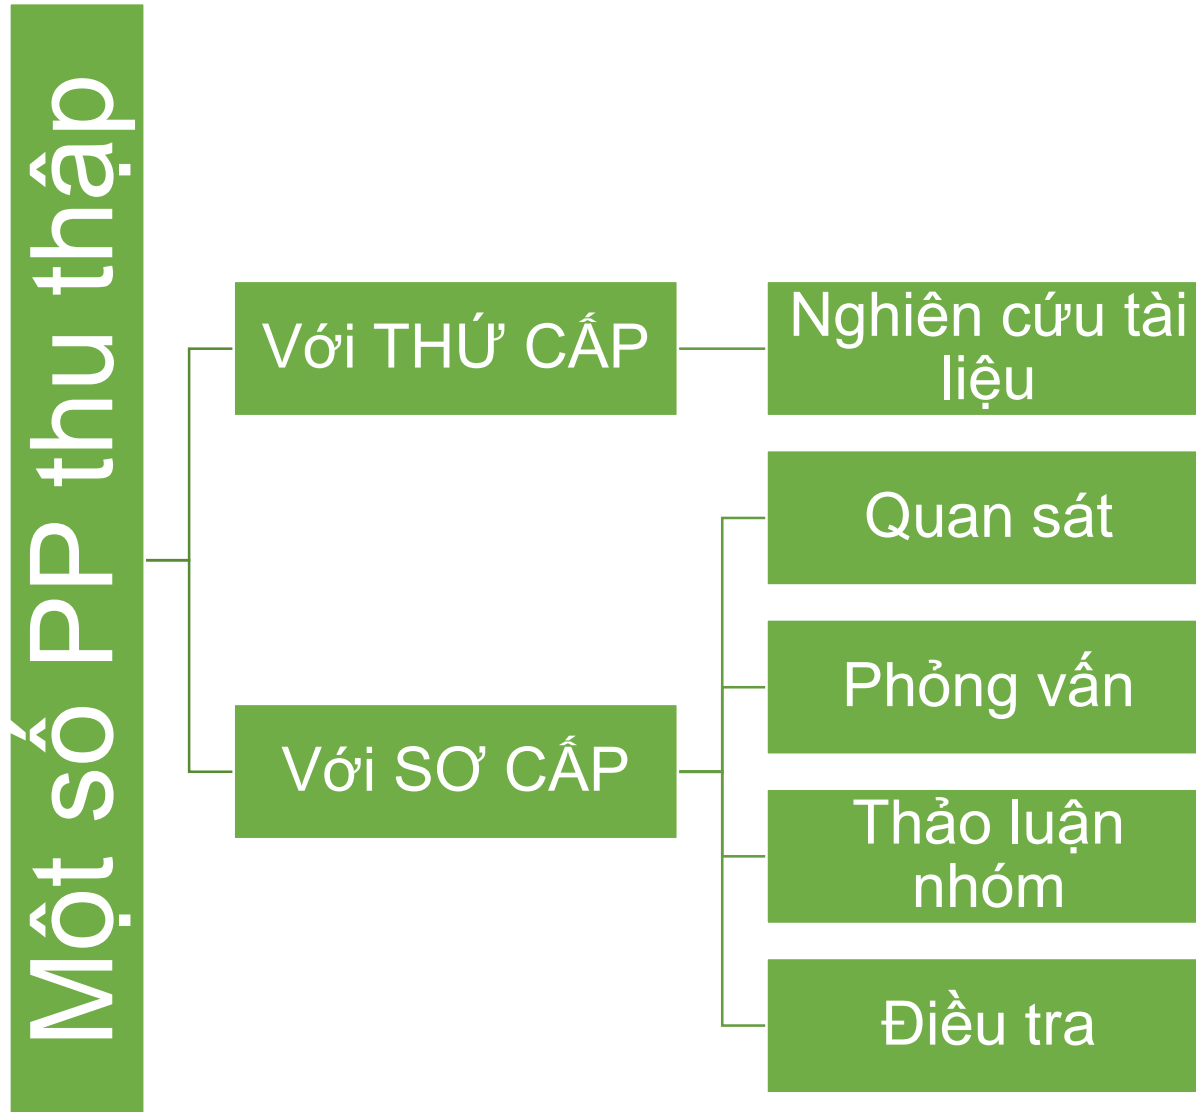 Một số PP thu thập
Với THỨ CẤP
Nghiên cứu tài
liệu
Với SƠ CẤP
Quan sát
Phỏng vấn
Thảo luận
nhóm
Điều tra